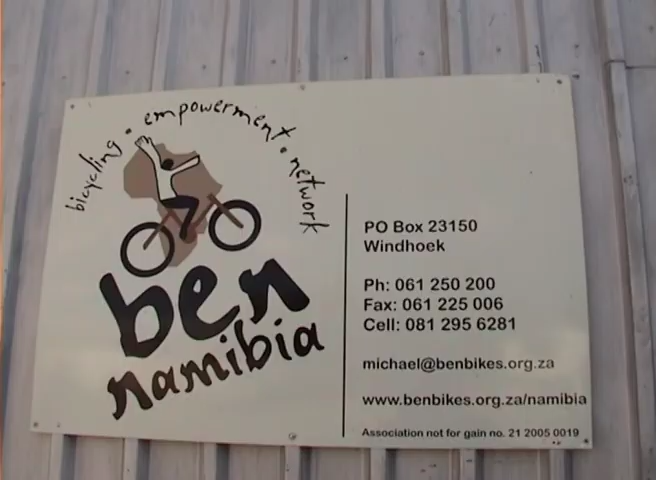 bicycling • empowerment • network
ben
namibia
PO Box 23150
Windhoek
Ph: 061 250 200
Fax: 061 225 006
Cell: 081 295 6281
michael@benbikes.org.za
www.benbikes.org.za/namibia
Association not for gain no. 21 2005 0019